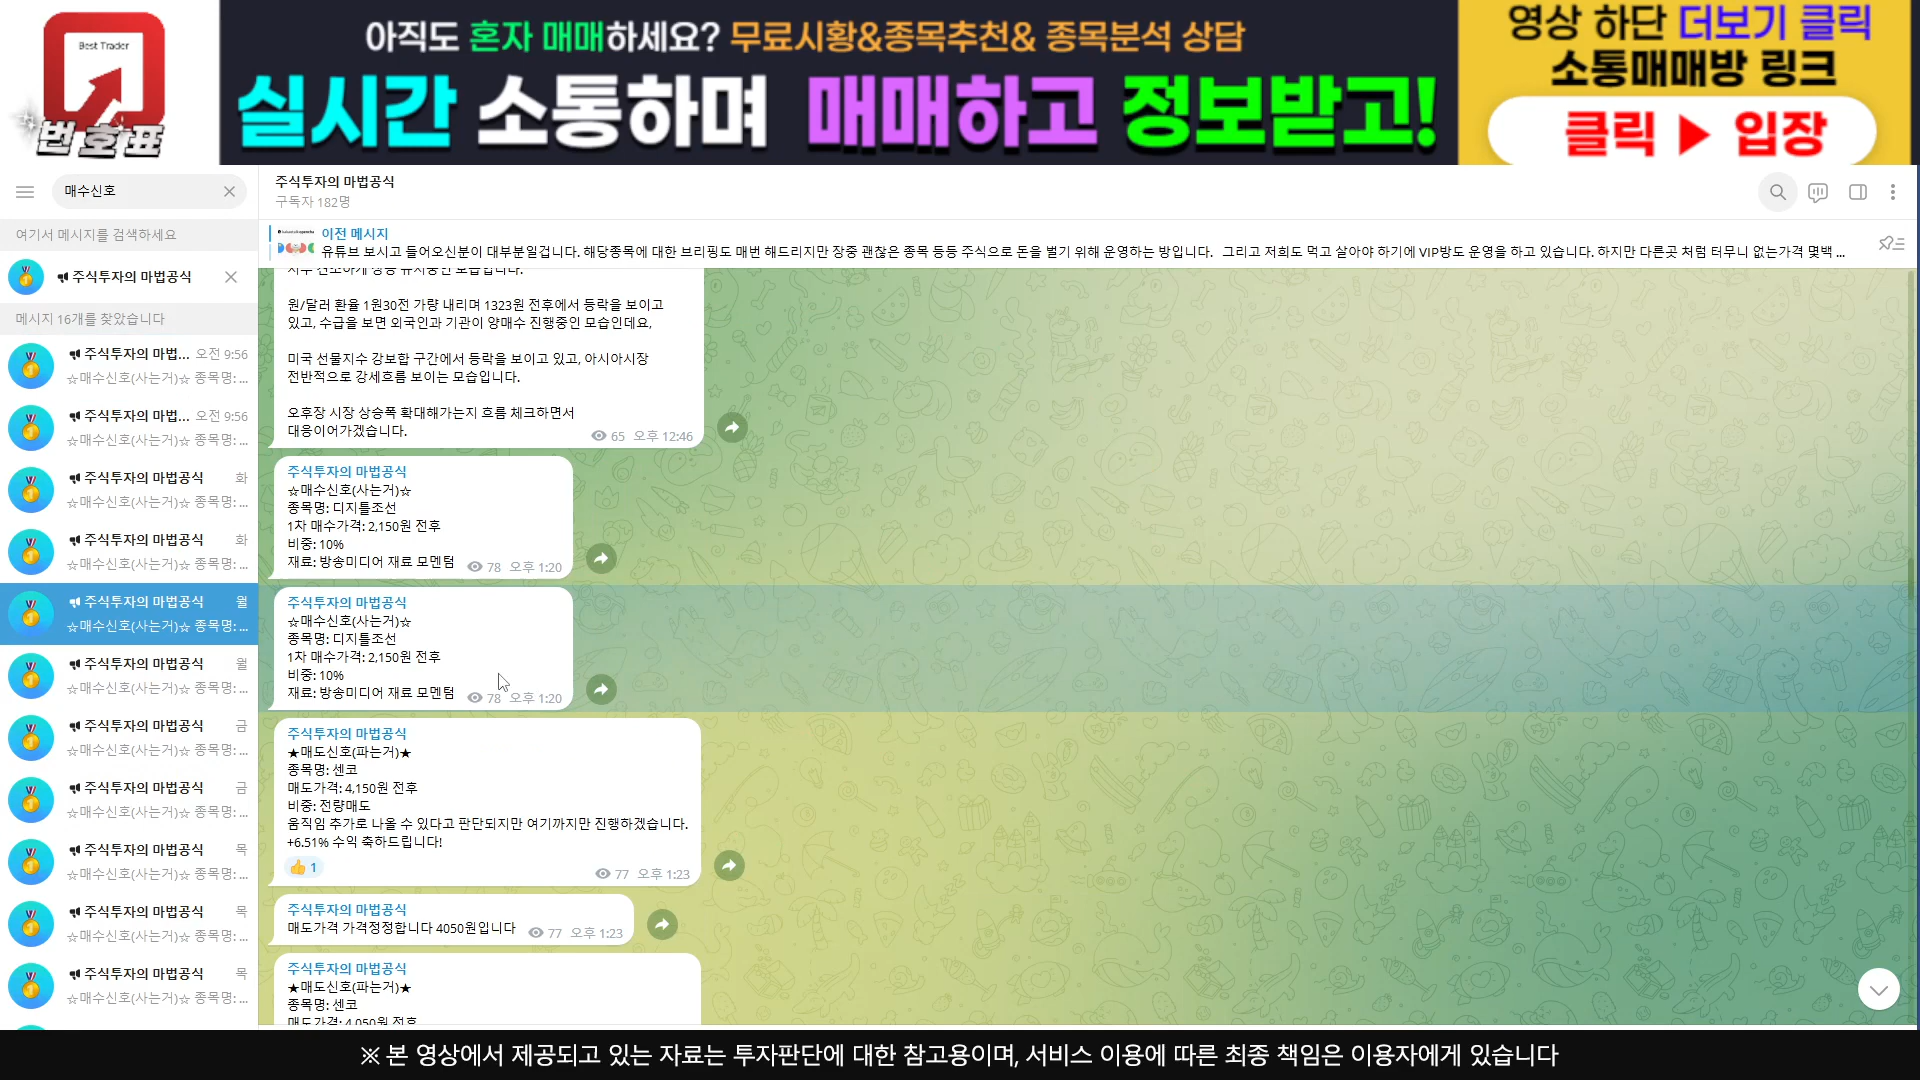 Best Trader
번호표
아직도 혼자 매매하세요? 무료시황&종목추천& 종목분석 상담
실시간 소통하며 매매하고 정보받고!
영상 하단 더보기 클릭
소통매매방 링크
클릭 ▶ 입장
매수신호
여기서 메시지를 검색하세요
주식투자의 마법공식
메시지 16개를 찾았습니다
주식투자의 마법... 오전 9:56
☆매수신호(사는거)☆ 종목명: ...
주식투자의 마법... 오전 9:56
☆매수신호(사는거)☆ 종목명: ...
주식투자의 마법공식 화
☆매수신호(사는거)☆ 종목명: ...
주식투자의 마법공식 화
☆매수신호(사는거)☆ 종목명: ...
주식투자의 마법공식 월
☆매수신호(사는거)☆ 종목명: ...
주식투자의 마법공식 월
☆매수신호(사는거)☆ 종목명: ...
주식투자의 마법공식 금
☆매수신호(사는거)☆ 종목명: ...
주식투자의 마법공식 금
☆매수신호(사는거)☆ 종목명: ...
주식투자의 마법공식 목
☆매수신호(사는거)☆ 종목명: ...
주식투자의 마법공식 목
☆매수신호(사는거)☆ 종목명: ...
주식투자의 마법공식 목
☆매수신호(사는거)☆ 종목명: ...
주식투자의 마법공식
구독자 182명
이전 메시지
유튜브 보시고 들어오신분이 대부분일겁니다. 해당종목에 대한 브리핑도 매번 해드리지만 장중 괜찮은 종목 등등 주식으로 돈을 벌기 위해 운영하는 방입니다. 그리고 저희도 먹고 살아야 하기에 VIP방도 운영을 하고 있습니다. 하지만 다른곳 처럼 터무니 없는가격 몇백 ...
원/달러 환율 1원30전 가량 내리며 1323원 전후에서 등락을 보이고
있고, 수급을 보면 외국인과 기관이 양매수 진행중인 모습인데요,
미국 선물지수 강보합 구간에서 등락을 보이고 있고, 아시아시장
전반적으로 강세흐름 보이는 모습입니다.
오후장 시장 상승폭 확대해가는지 흐름 체크하면서
대응이어가겠습니다. 65 오후 12:46
주식투자의 마법공식
☆매수신호(사는거)☆
종목명: 디지틀조선
1차 매수가격: 2,150원 전후
비중: 10%
재료: 방송미디어 재료 모멘텀 78 오후 1:20
주식투자의 마법공식
☆매수신호(사는거)☆
종목명: 디지틀조선
1차 매수가격: 2,150원 전후
비중: 10%
재료: 방송미디어 재료 모멘텀 78 오후 1:20
주식투자의 마법공식
★매도신호(파는거)★
종목명: 센코
매도가격: 4,150원 전후
비중: 전량매도
움직임 추가로 나올 수 있다고 판단되지만 여기까지만 진행하겠습니다.
+6.51% 수익 축하드립니다!
1 77 오후 1:23
주식투자의 마법공식
매도가격 가격정정합니다 4050원입니다 77 오후 1:23
주식투자의 마법공식
★매도신호(파는거)★
종목명: 센코
매도가격: 4,050원 전후
※ 본 영상에서 제공되고 있는 자료는 투자판단에 대한 참고용이며, 서비스 이용에 따른 최종 책임은 이용자에게 있습니다